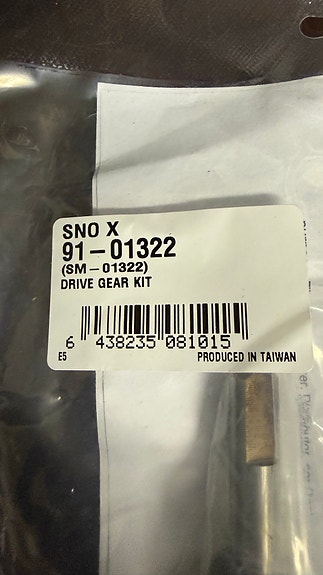 SNO X
91-01322
(SM-01322)
DRIVE GEAR KIT
6 438235 081015
E5 PRODUCED IN TAIWAN